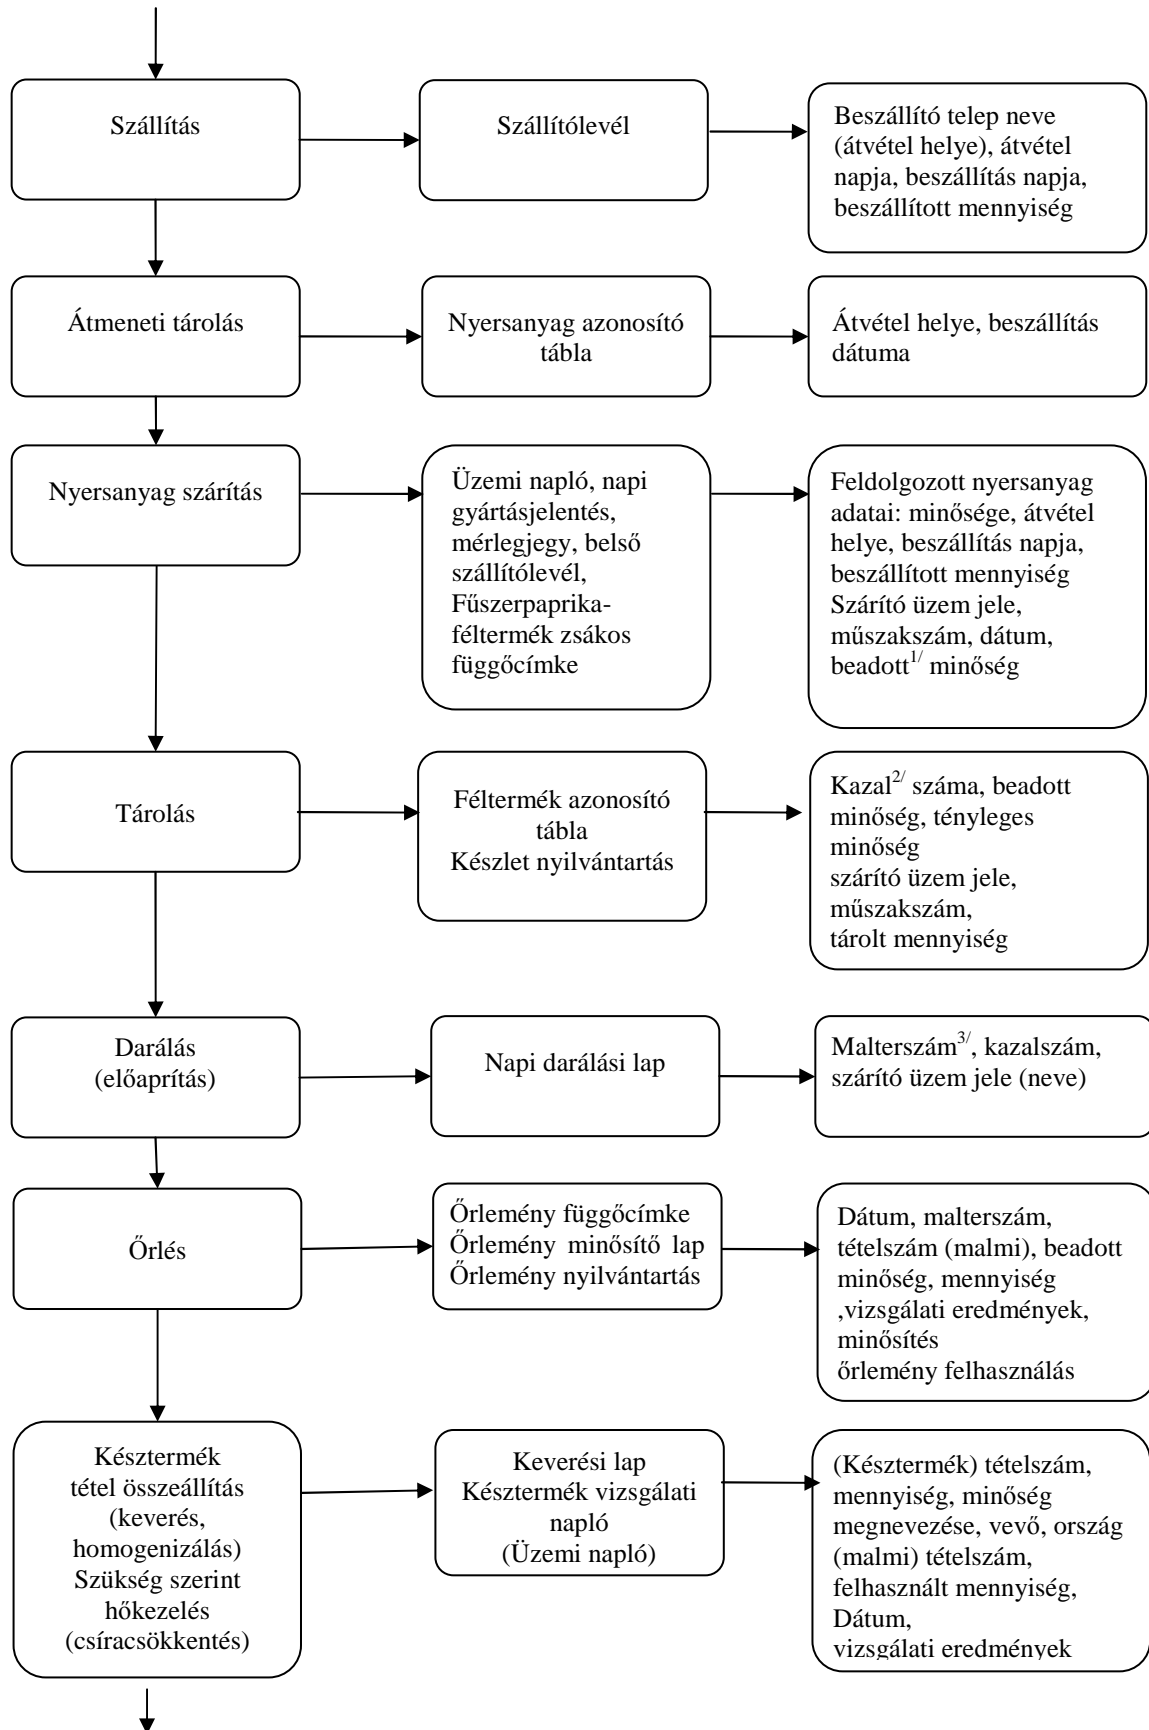 Szállítás
Szállítólevél
Beszállító telep neve
(átvétel helye), átvétel
napja, beszállítás napja,
beszállított mennyiség
Átmeneti tárolás
Nyersanyag azonosító
tábla
Átvétel helye, beszállítás
dátuma
Nyersanyag szárítás
Üzemi napló, napi
gyártásjelentés,
mérlegjegy, belső
szállítólevél,
Fűszerpaprika-
féltermék zsákos
függőcímke
Feldolgozott nyersanyag
adatai: minősége, átvétel
helye, beszállítás napja,
beszállított mennyiség
Szárító üzem jele,
műszakszám, dátum,
beadott1/ minőség
Tárolás
Féltermék azonosító
tábla
Készlet nyilvántartás
Kazal2/ száma, beadott
minőség, tényleges
minőség
szárító üzem jele,
műszakszám,
tárolt mennyiség
Darálás
(előaprítás)
Napi darálási lap
Malterszám3/, kazalszám,
szárító üzem jele (neve)
Őrlés
Őrlemény függőcímke
Őrlemény minősítő lap
Őrlemény nyilvántartás
Dátum, malterszám,
tételszám (malmi), beadott
minőség, mennyiség
,vizsgálati eredmények,
minősítés
őrlemény felhasználás
Késztermék
tétel összeállítás
(keverés,
homogenizálás)
Szükség szerint
hőkezelés
(csíracsökkentés)
Keverési lap
Késztermék vizsgálati
napló
(Üzemi napló)
(Késztermék) tételszám,
mennyiség, minőség
megnevezése, vevő, ország
(malmi) tételszám,
felhasznált mennyiség,
Dátum,
vizsgálati eredmények